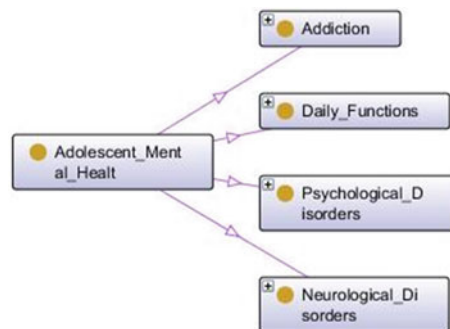 Addiction
Daily_Functions
Adolescent_Ment
al_Healt
Psychological_D
isorders
Neurological_Di
sorders